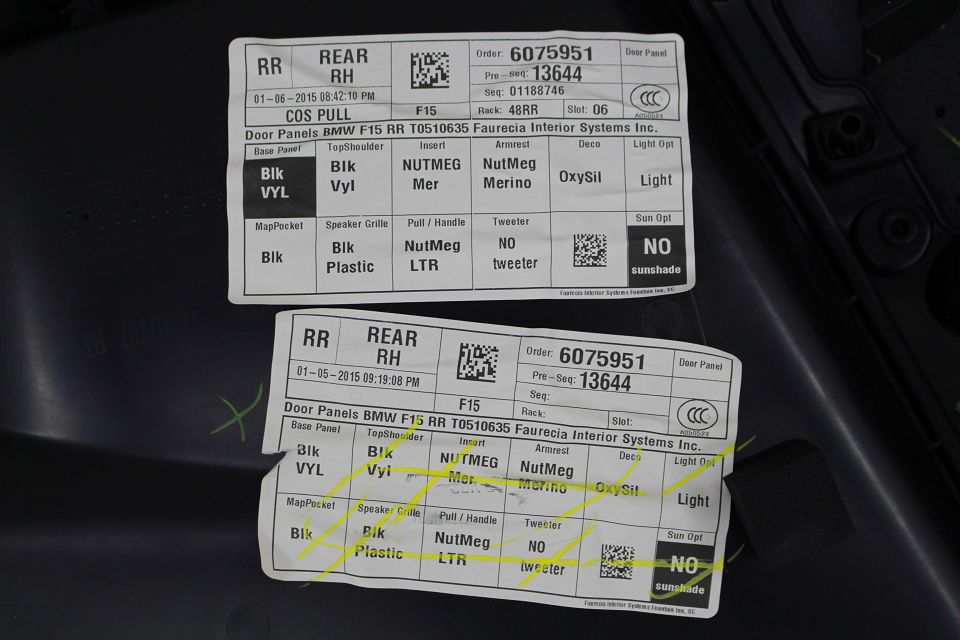 RR REAR RH Order: 6075951 Door Panel
Pre-seq: 13644
01-06-2015 08:42:10 PM Seq: 01188746
COS PULL F15 Rack: 48RR Slot: 06 CCC A050524
Door Panels BMW F15 RR T0510635 Faurecia Interior Systems Inc.
Base Panel TopShoulder Insert Armrest Deco Light Opt
Blk Blk NUTMEG NutMeg OxySil Light
VYL Vyl Mer Merino
MapPocket Speaker Grille Pull / Handle Tweeter Sun Opt
Blk Blk NutMeg NO NO
Plastic LTR tweeter sunshade
Faurecia Interior Systems Fountain Inn, SC
RR REAR RH Order: 6075951 Door Panel
Pre-Seq: 13644
01-05-2015 09:19:08 PM Seq:
F15 Rack: Slot: CCC A050524
Door Panels BMW F15 RR T0510635 Faurecia Interior Systems Inc.
Base Panel TopShoulder Insert Armrest Deco Light Opt
Blk Blk NUTMEG NutMeg OxySil Light
VYL Vyl Mer Merino
MapPocket Speaker Grille Pull / Handle Tweeter Sun Opt
Blk Blk NutMeg NO NO
Plastic LTR tweeter sunshade
Faurecia Interior Systems Fountain Inn, SC